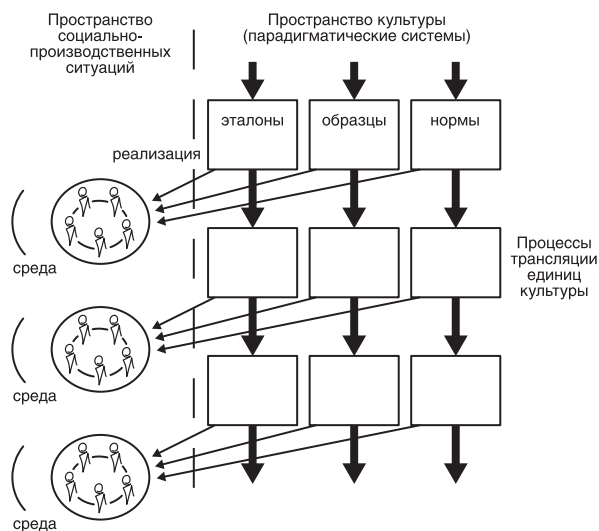 Пространство
социально-
производственных
ситуаций
Пространство культуры
(парадигматические системы)
эталоны
образцы
нормы
реализация
среда
Процессы
трансляции
единиц
культуры
среда
среда